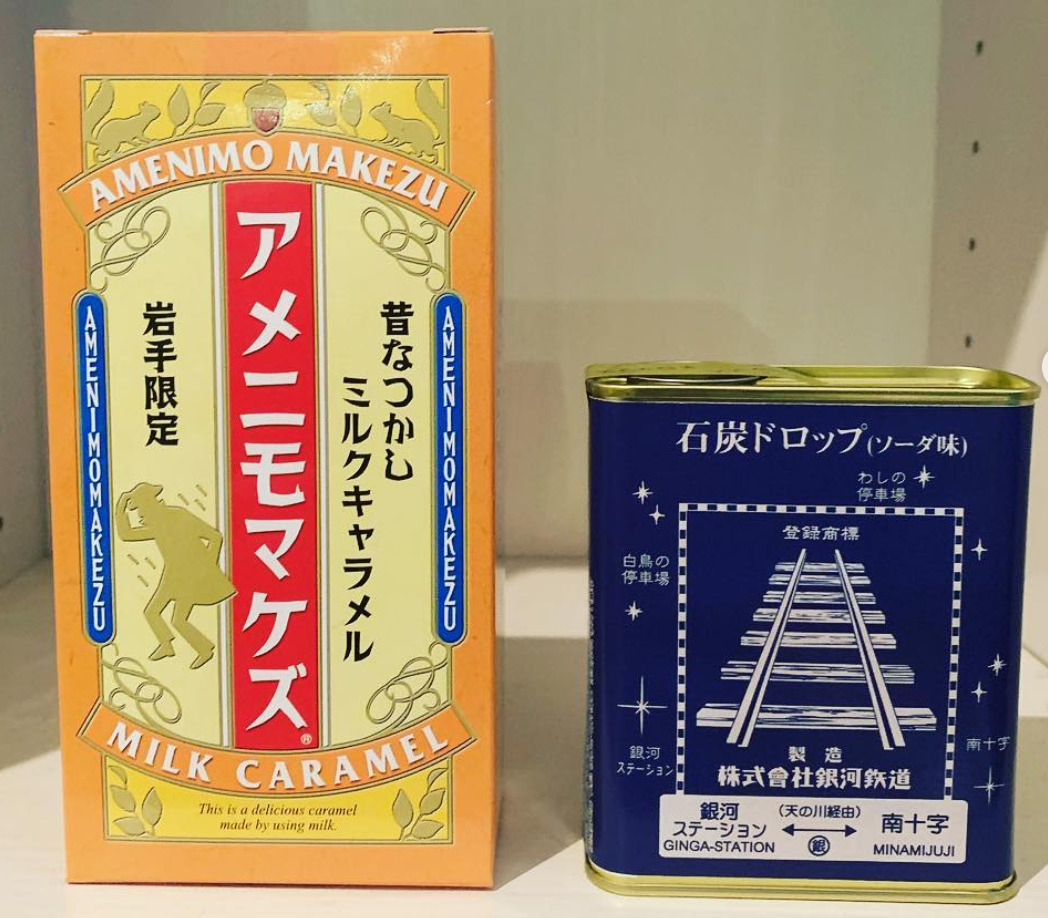 AMENIMO MAKEZU
アメニモマケズ®
昔なつかし
ミルクキャラメル
岩手限定
AMENIMOMAKEZU
AMENIMOMAKEZU
MILK CARAMEL
This is a delicious caramel
made by using milk.
石炭ドロップ(ソーダ味)
わしの
停車場
登録商標
白鳥の
停車場
銀河
ステーション
南十字
製造
株式會社銀河鉄道
銀河
ステーション
GINGA-STATION
(天の川経由)
銀
南十字
MINAMIJUJI